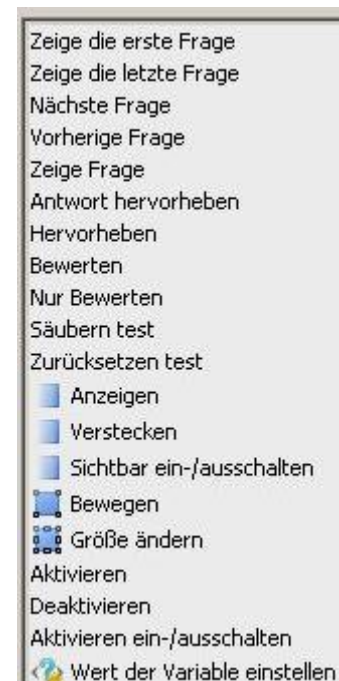 Zeige die erste Frage
Zeige die letzte Frage
Nächste Frage
Vorherige Frage
Zeige Frage
Antwort hervorheben
Hervorheben
Bewerten
Nur Bewerten
Säubern test
Zurücksetzen test
Anzeigen
Verstecken
Sichtbar ein-/ausschalten
Bewegen
Größe ändern
Aktivieren
Deaktivieren
Aktivieren ein-/ausschalten
Wert der Variable einstellen